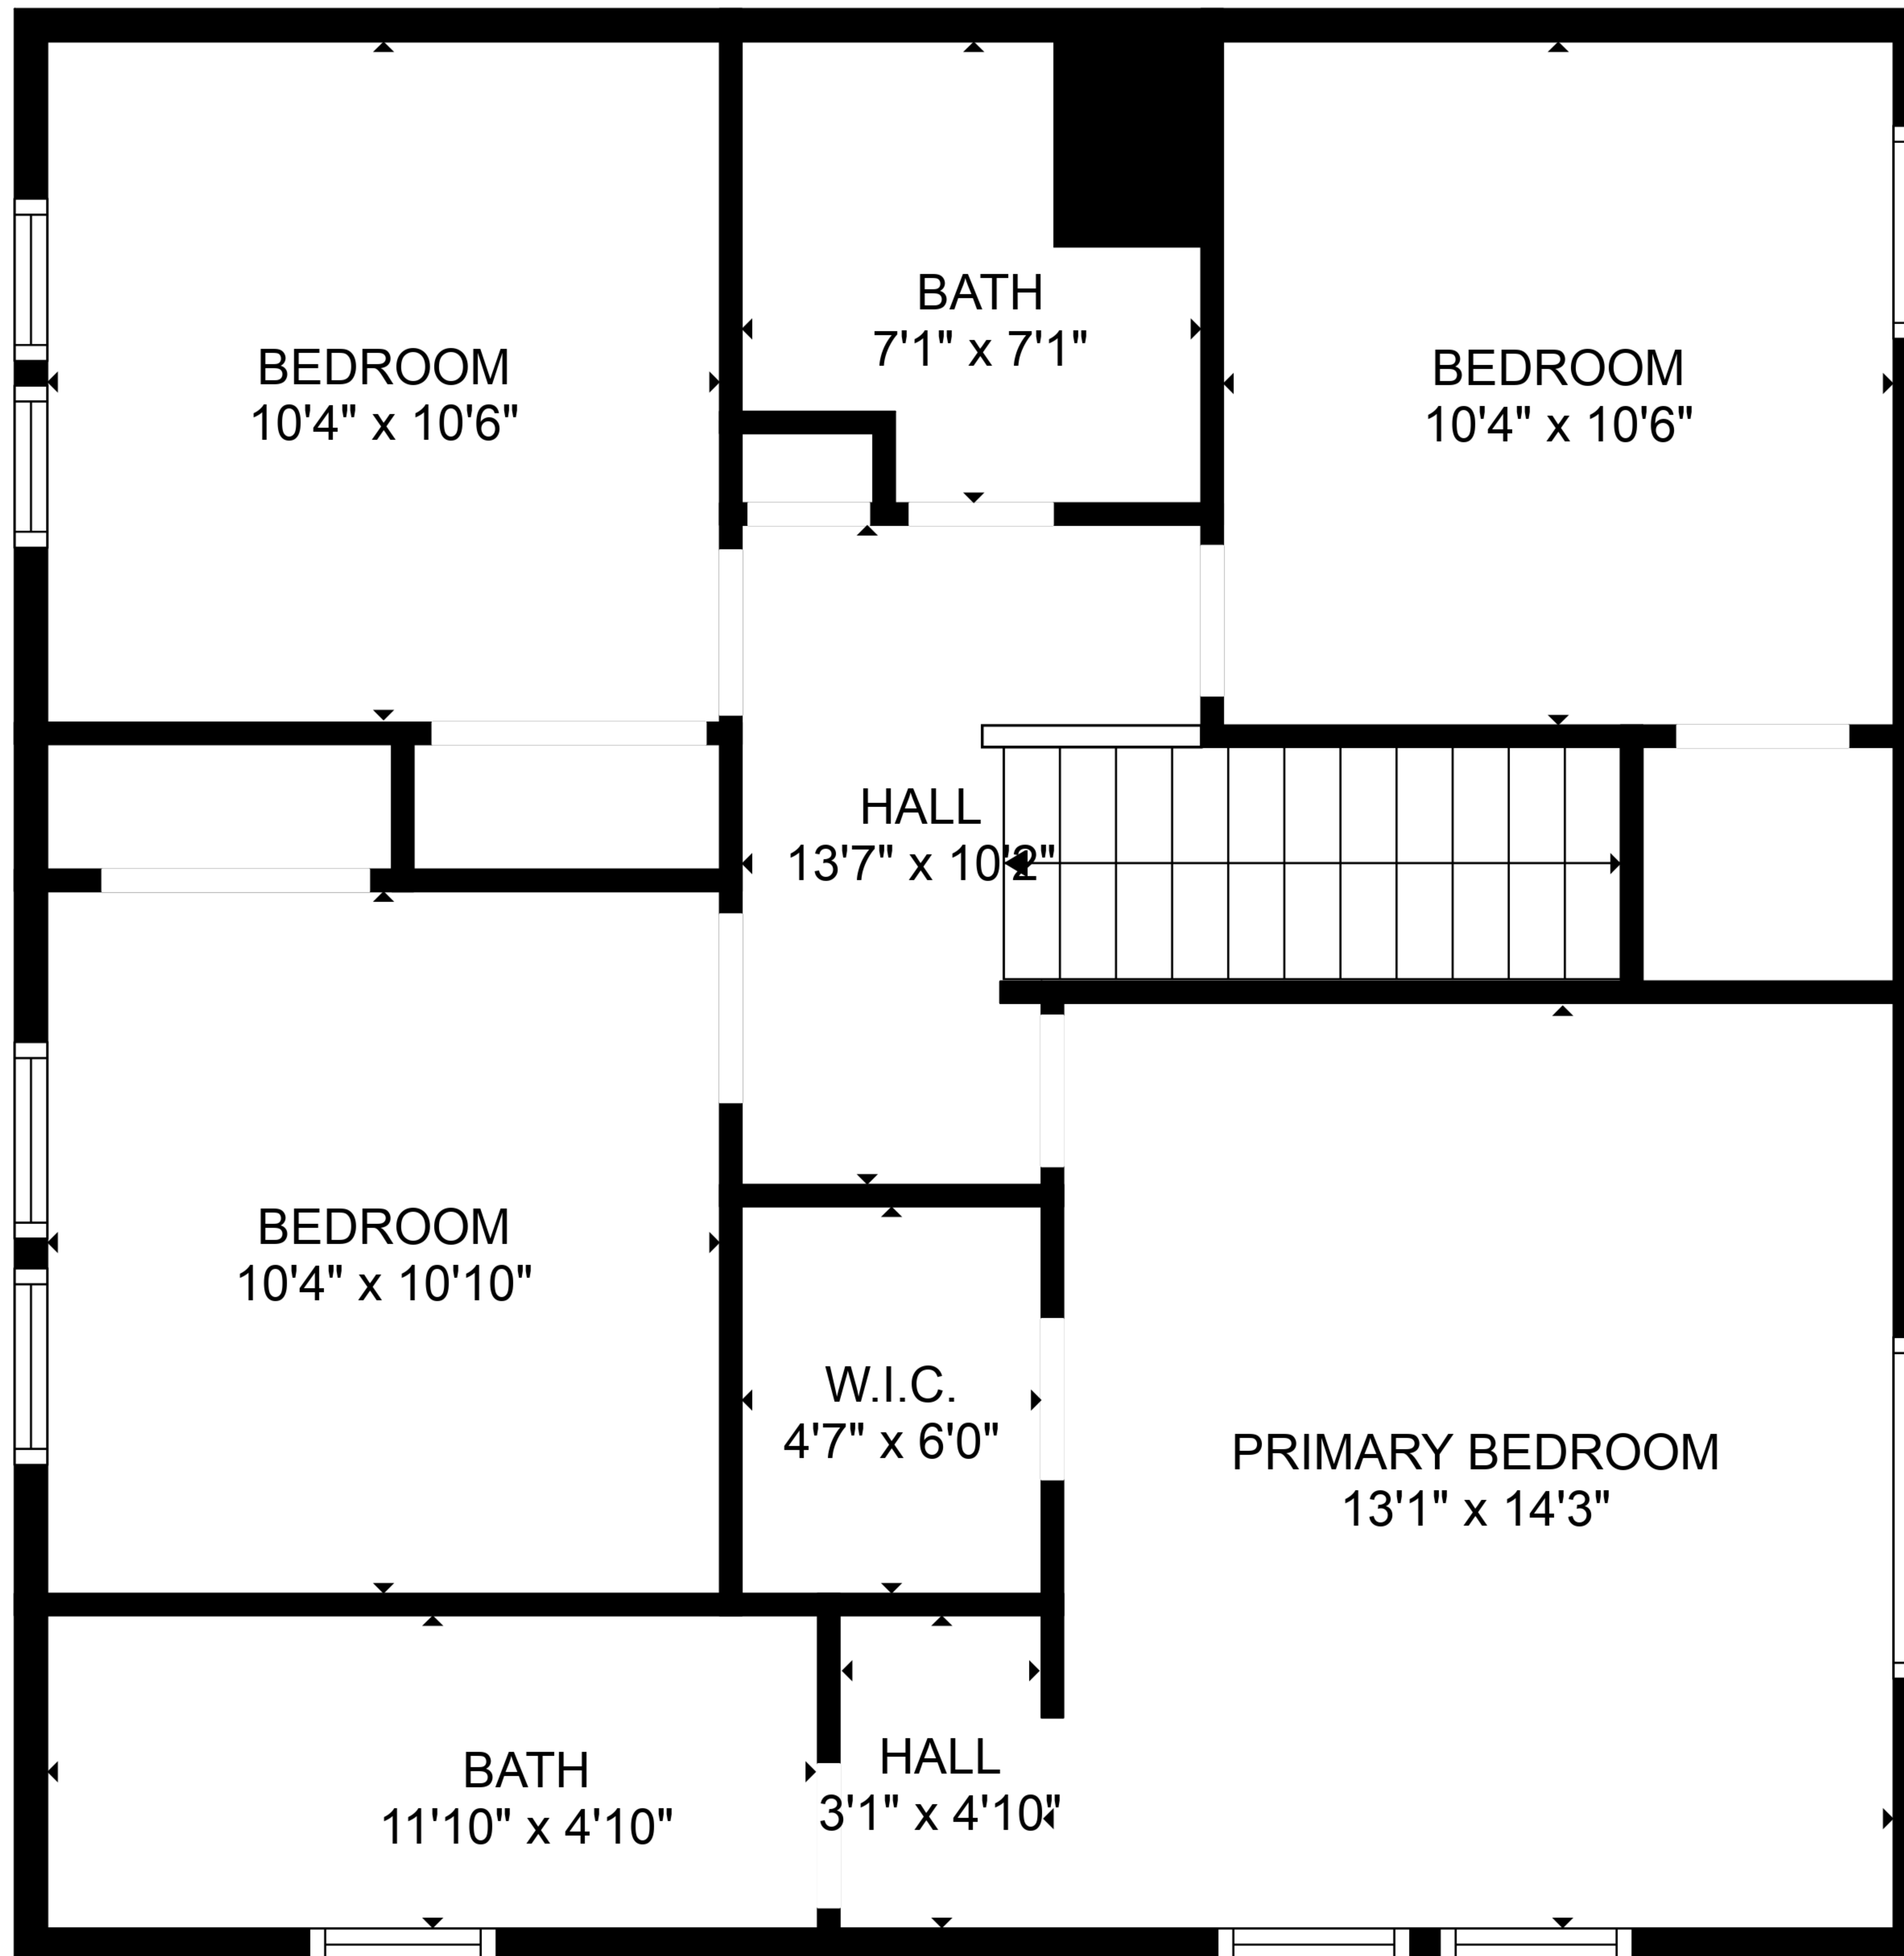 BATH
7'1" x 7'1"
BEDROOM
10'4" x 10'6"
BEDROOM
10'4" x 10'6"
HALL
13'7" x 10'2"
BEDROOM
10'4" x 10'10"
W.I.C.
4'7" x 6'0"
PRIMARY BEDROOM
13'1" x 14'3"
BATH
11'10" x 4'10"
HALL
3'1" x 4'10"